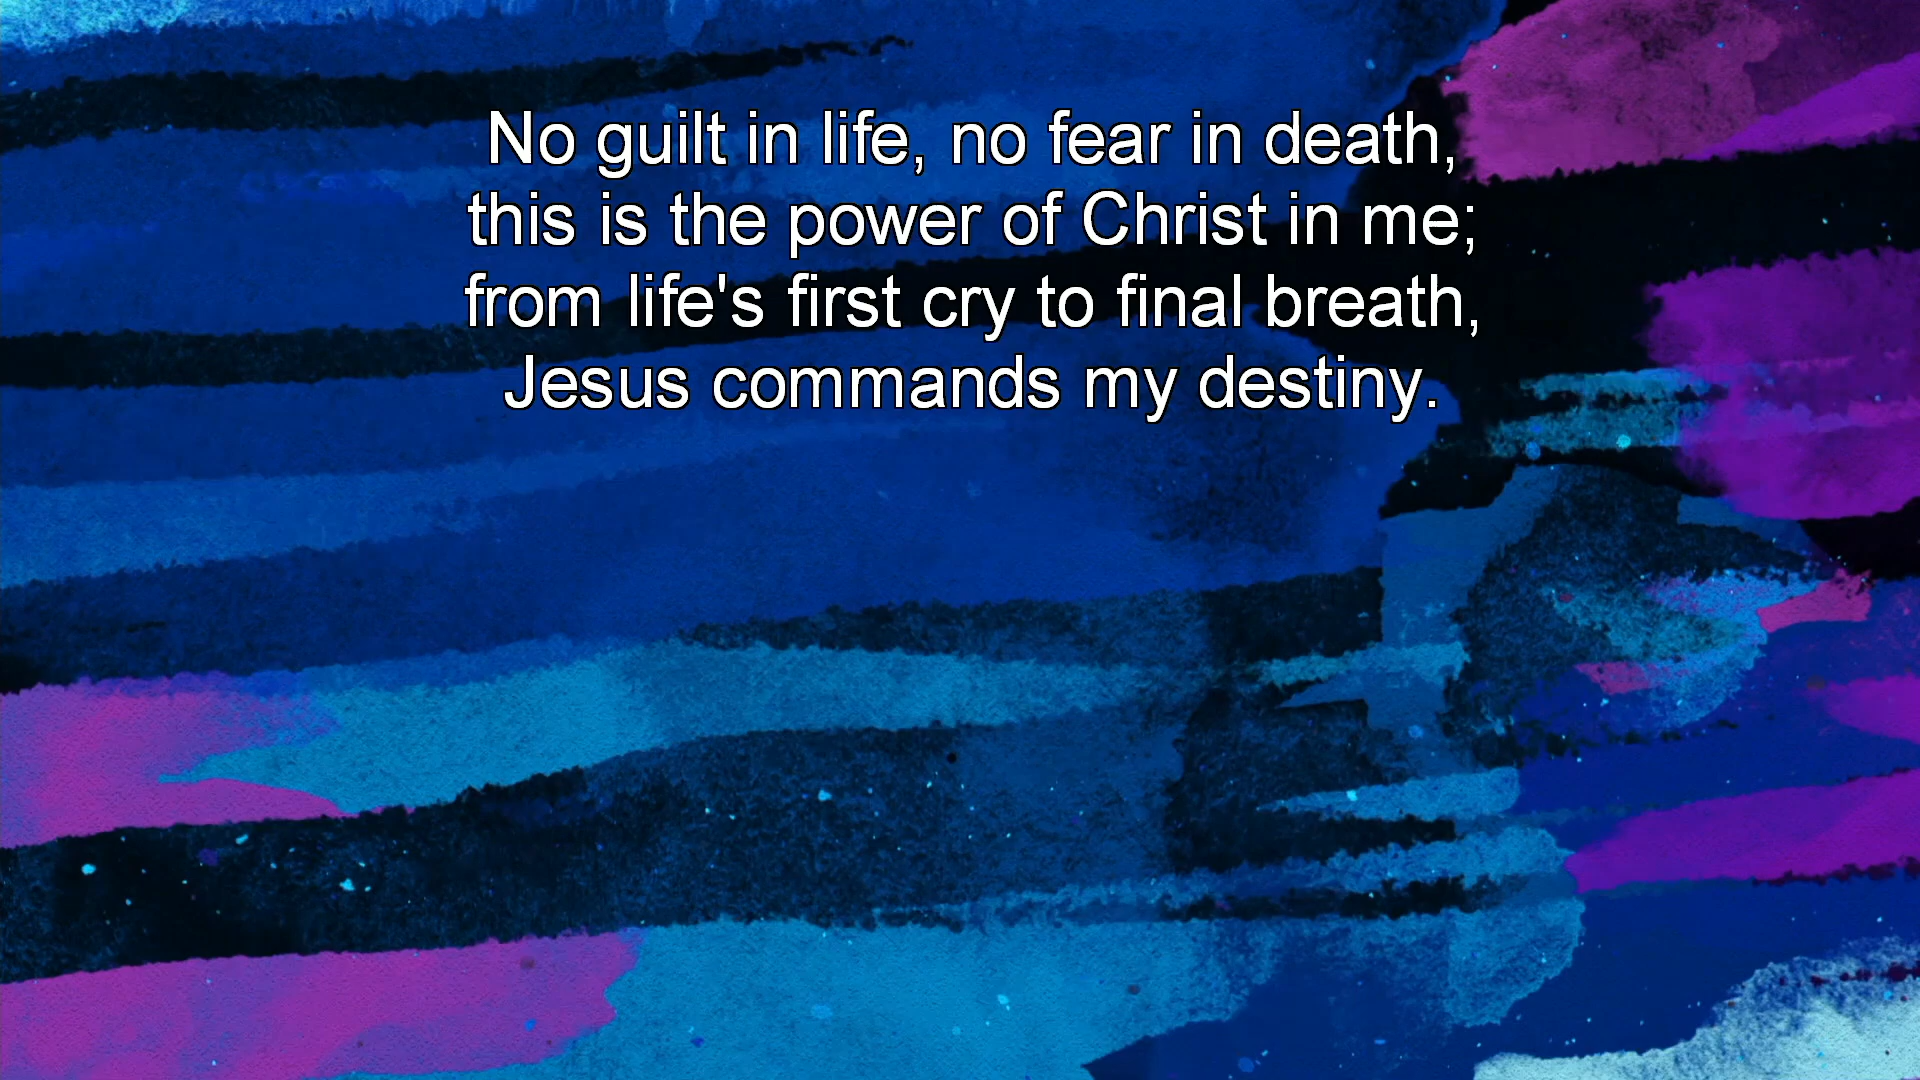 No guilt in life, no fear in death,
this is the power of Christ in me;
from life's first cry to final breath,
Jesus commands my destiny.